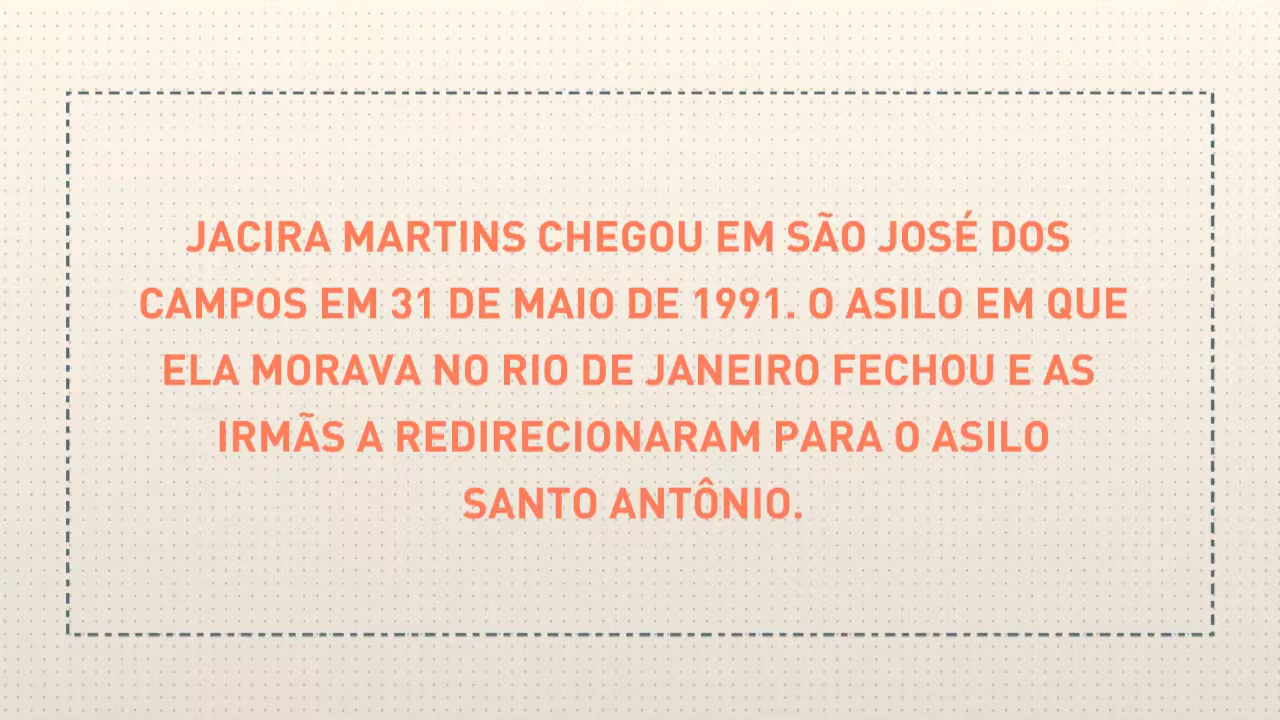 JACIRA MARTINS CHEGOU EM SÃO JOSÉ DOS
CAMPOS EM 31 DE MAIO DE 1991. O ASILO EM QUE
ELA MORAVA NO RIO DE JANEIRO FECHOU E AS
IRMÃS A REDIRECIONARAM PARA O ASILO
SANTO ANTÔNIO.